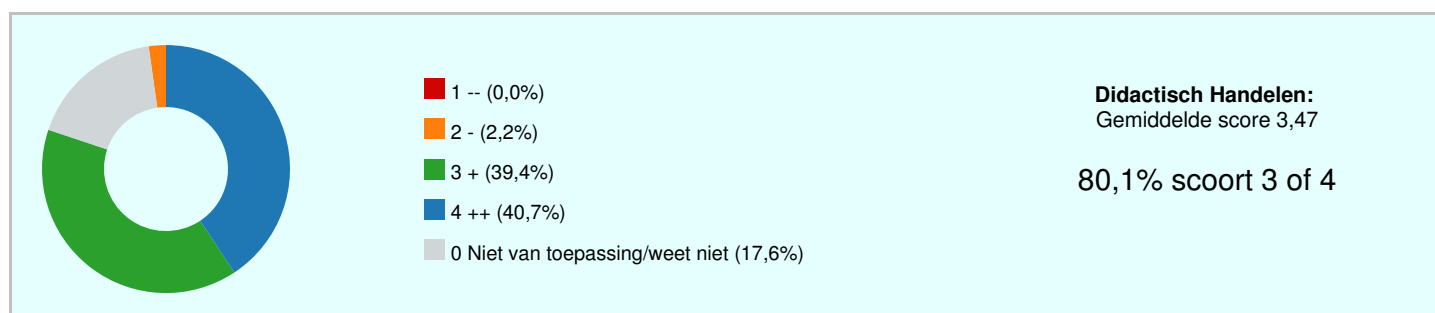 1 -- (0,0%)
2 - (2,2%)
3 + (39,4%)
4 ++ (40,7%)
0 Niet van toepassing/weet niet (17,6%)
Didactisch Handelen:
Gemiddelde score 3,47
80,1% scoort 3 of 4